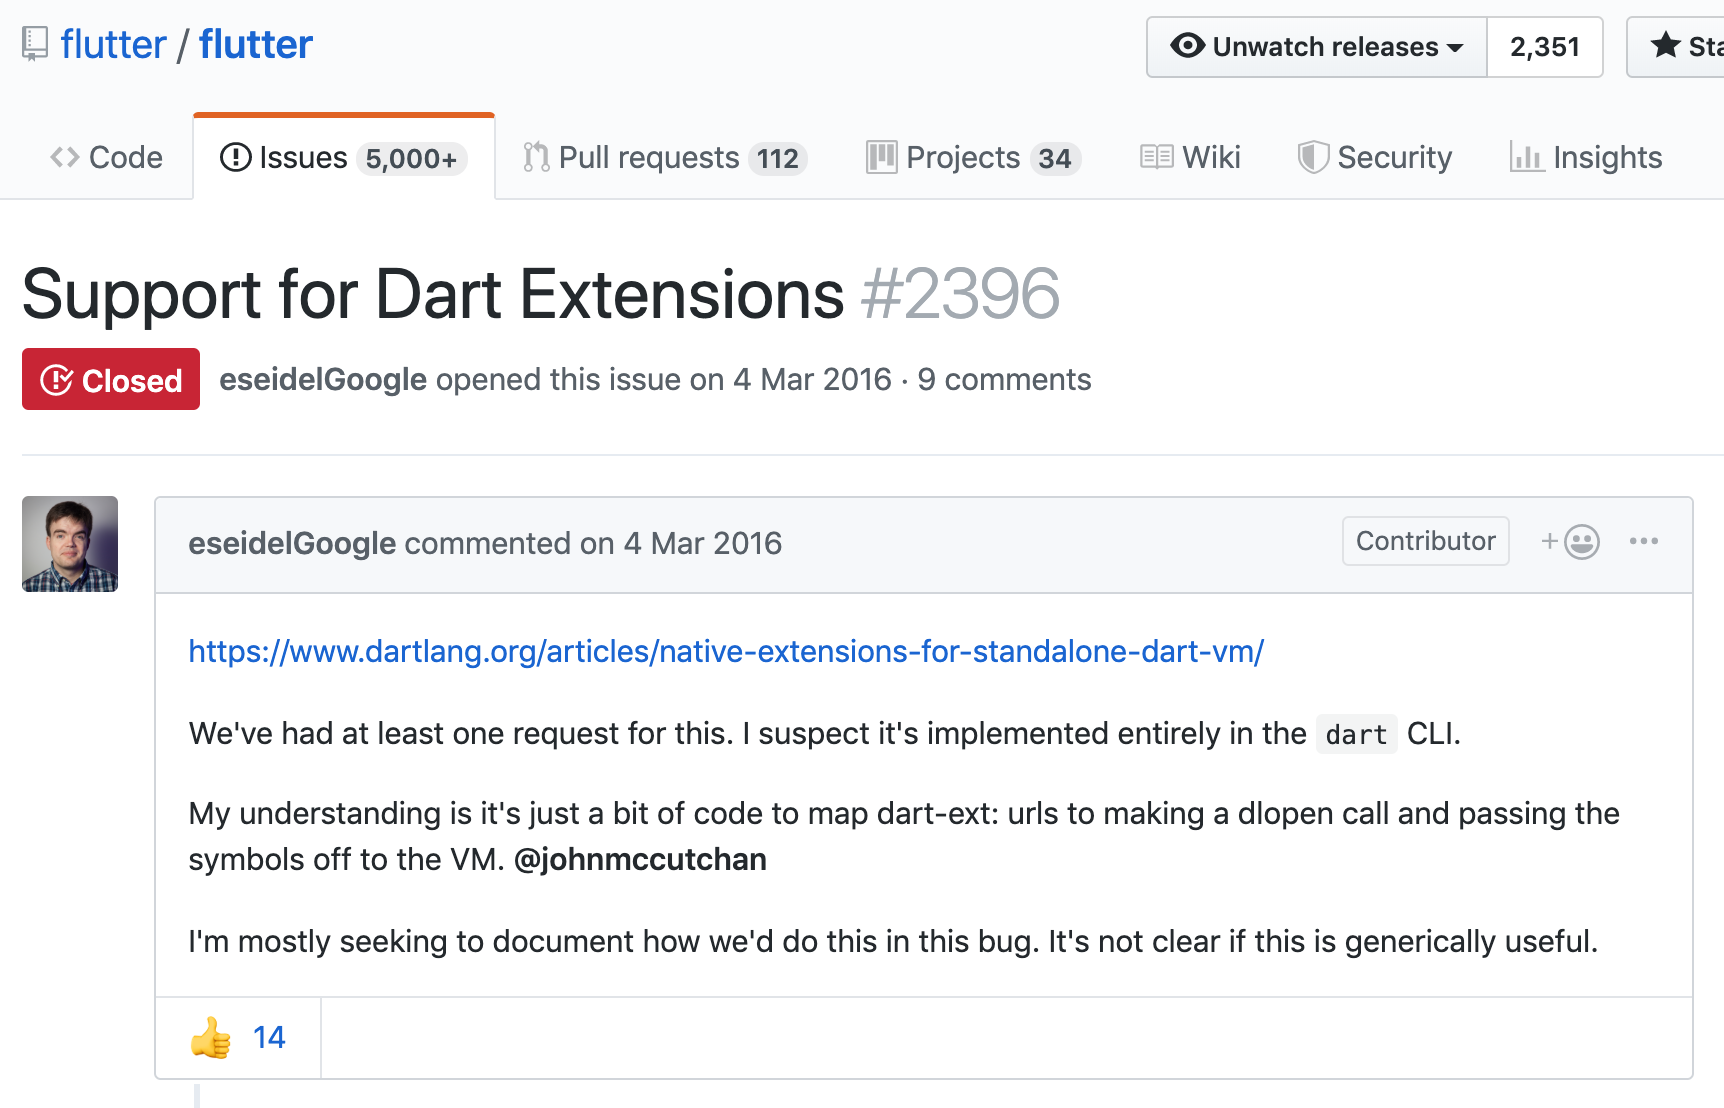 flutter / flutter
Unwatch releases 2,351
Code
Issues 5,000+
Pull requests 112
Projects 34
Wiki
Security
Insights
Support for Dart Extensions #2396
Closed eseidelGoogle opened this issue on 4 Mar 2016 · 9 comments
eseidelGoogle commented on 4 Mar 2016
Contributor
https://www.dartlang.org/articles/native-extensions-for-standalone-dart-vm/
We've had at least one request for this. I suspect it's implemented entirely in the dart CLI.
My understanding is it's just a bit of code to map dart-ext: urls to making a dlopen call and passing the
symbols off to the VM. @johnmccutchan
I'm mostly seeking to document how we'd do this in this bug. It's not clear if this is generically useful.
👍 14